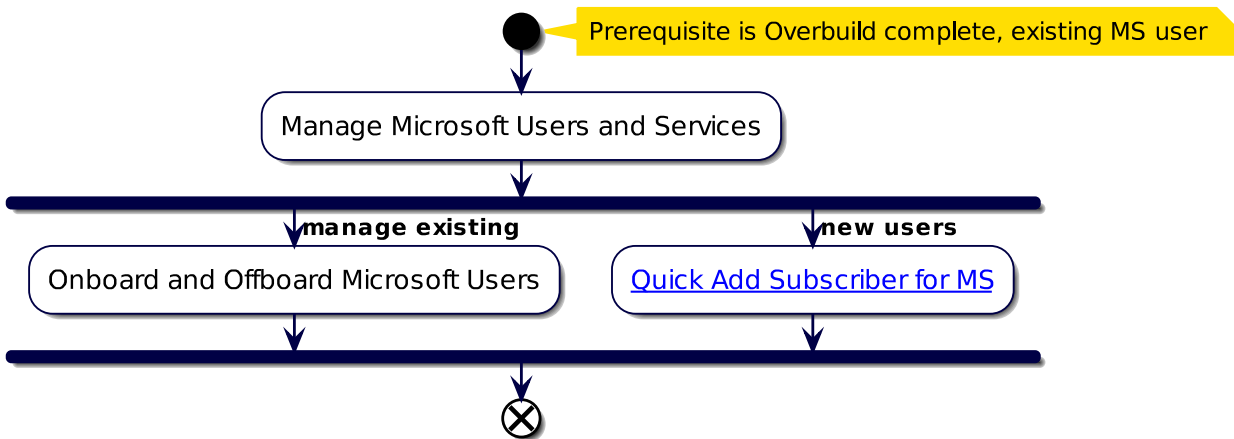 Prerequisite is Overbuild complete, existing MS user
Manage Microsoft Users and Services
manage existing
new users
Onboard and Offboard Microsoft Users
Quick Add Subscriber for MS